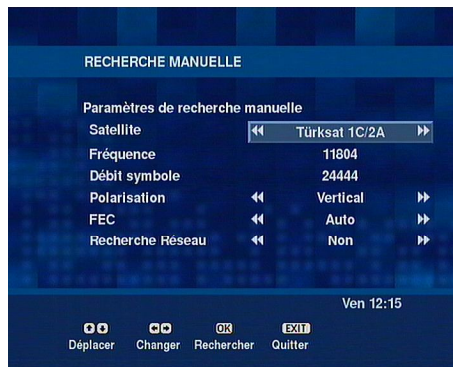 RECHERCHE MANUELLE
Paramètres de recherche manuelle
Satellite Türksat 1C/2A
Fréquence 11804
Débit symbole 24444
Polarisation Vertical
FEC Auto
Recherche Réseau Non
Ven 12:15
OK EXIT
Déplacer Changer Rechercher Quitter